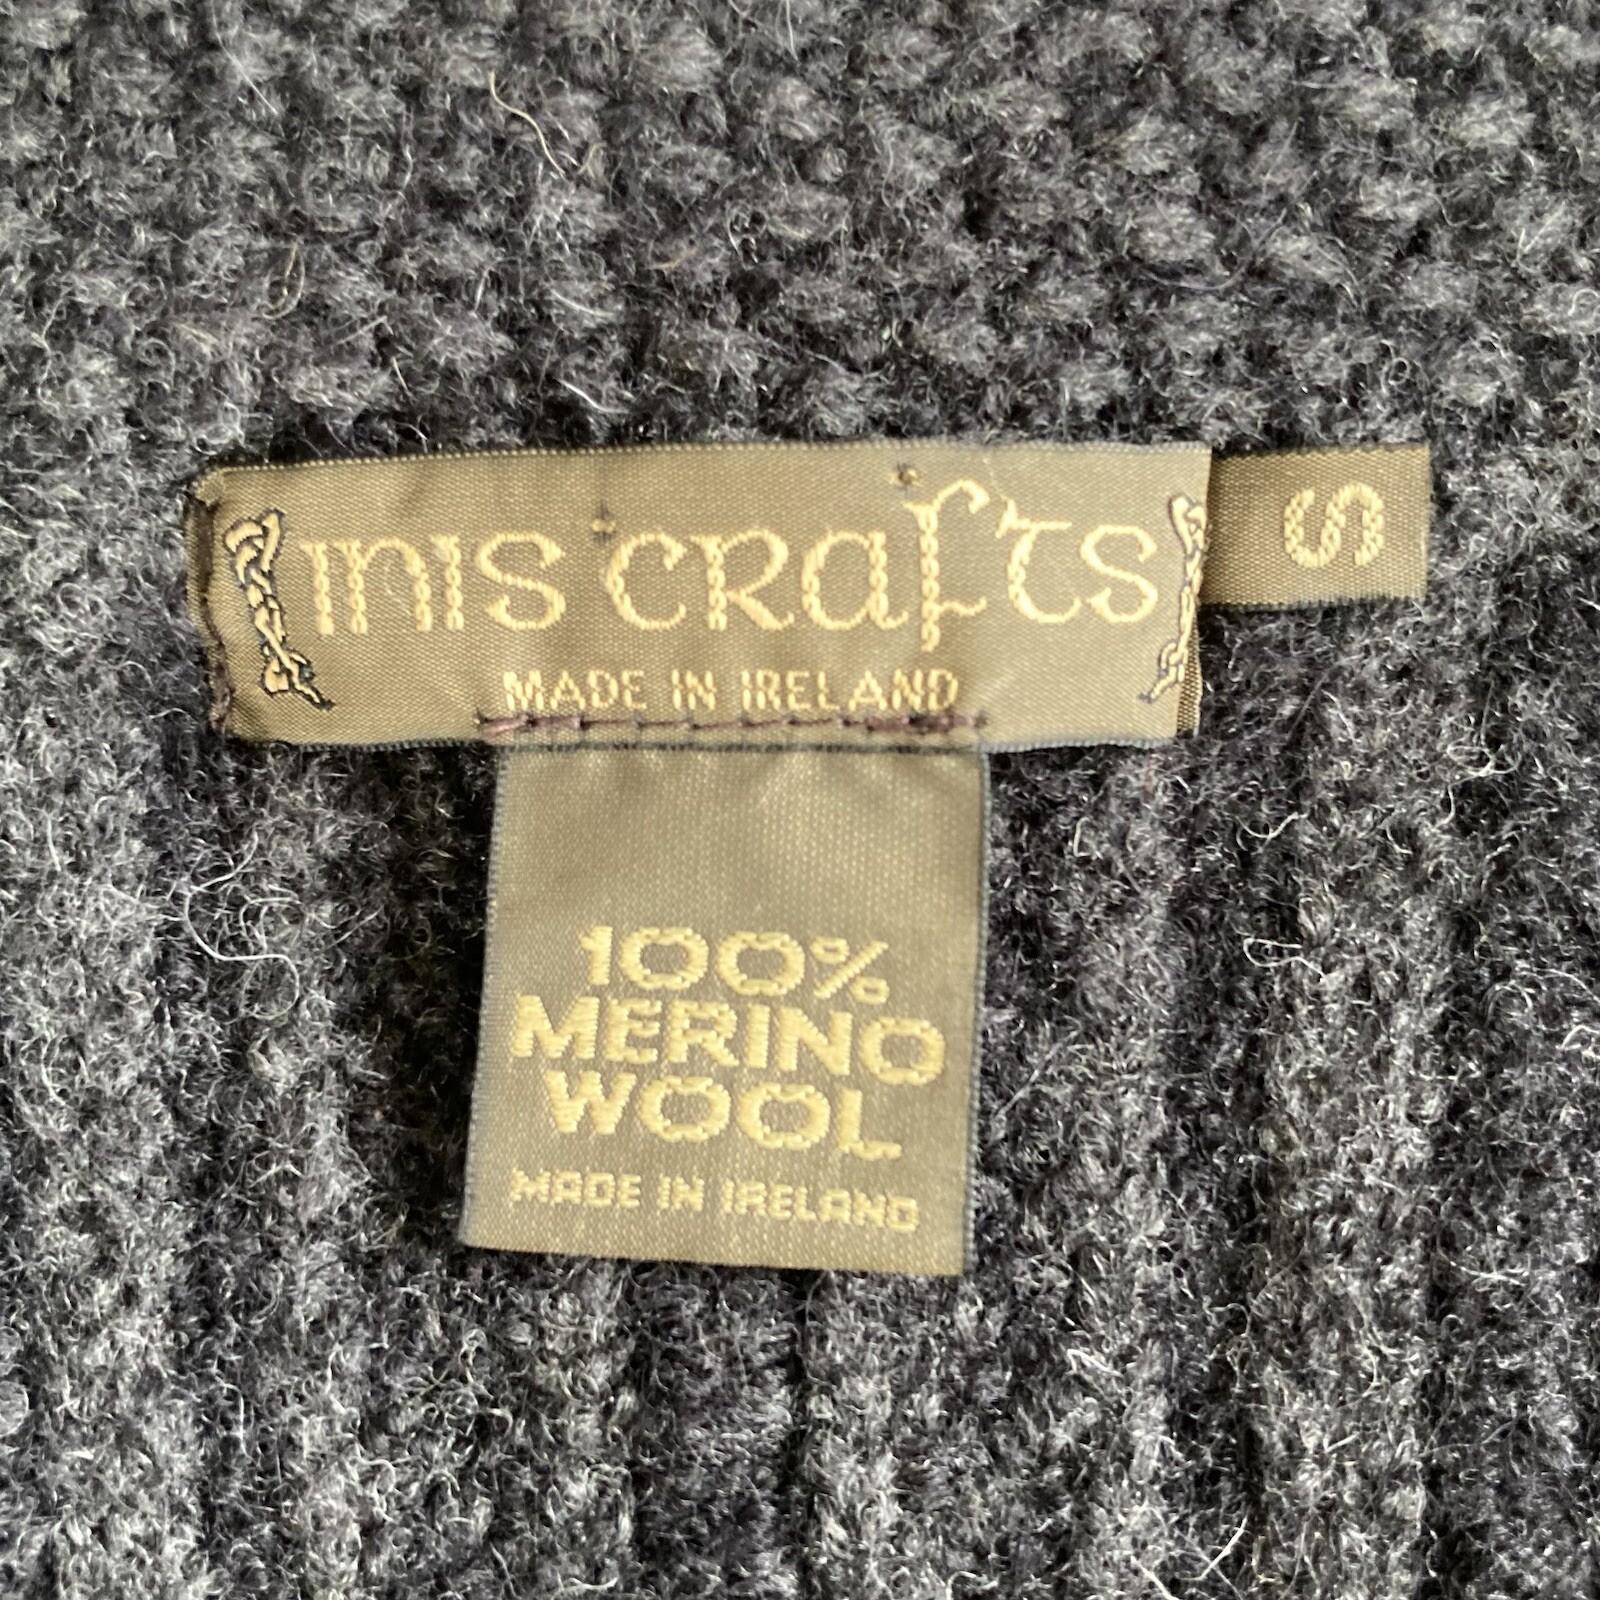 INIS CRAFTS
MADE IN IRELAND
S
100%
MERINO
WOOL
MADE IN IRELAND